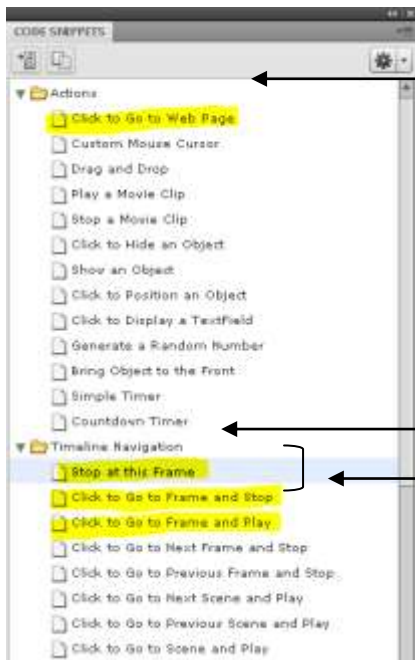 CODE SNIPPETS
Actions
Click to Go to Web Page
Custom Mouse Cursor
Drag and Drop
Play a Movie Clip
Stop a Movie Clip
Click to Hide an Object
Show an Object
Click to Position an Object
Click to Display a TextField
Generate a Random Number
Bring Object to the Front
Simple Timer
Countdown Timer
Timeline Navigation
Stop at this Frame
Click to Go to Frame and Stop
Click to Go to Frame and Play
Click to Go to Next Frame and Stop
Click to Go to Previous Frame and Stop
Click to Go to Next Scene and Play
Click to Go to Previous Scene and Play
Click to Go to Scene and Play